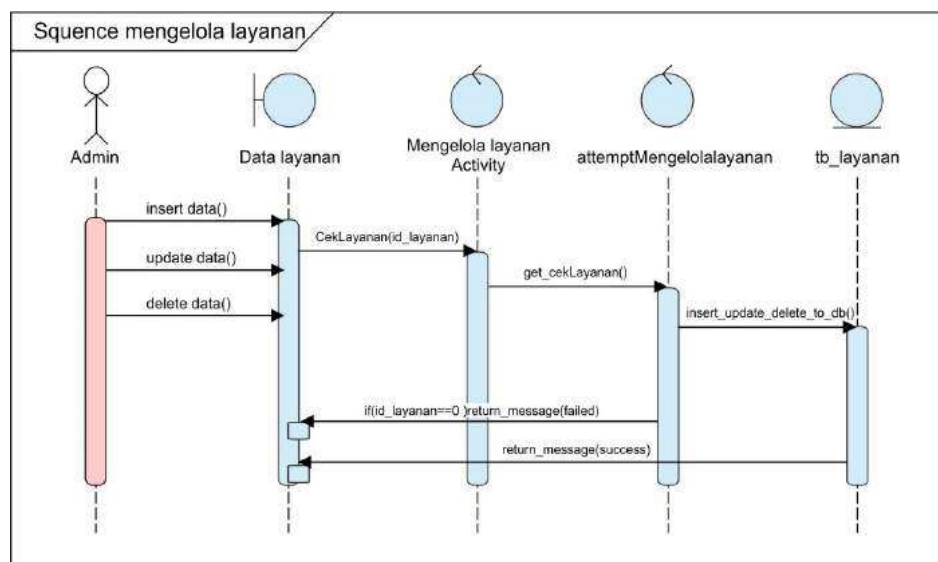 Squence mengelola layanan
Admin
Data layanan
Mengelola layanan
Activity
attemptMengelolalayanan
tb_layanan
insert data()
CekLayanan(id_layanan)
update data()
get_cekLayanan()
delete data()
insert_update_delete_to_db()
if(id_layanan==0 )return_message(failed)
return_message(success)